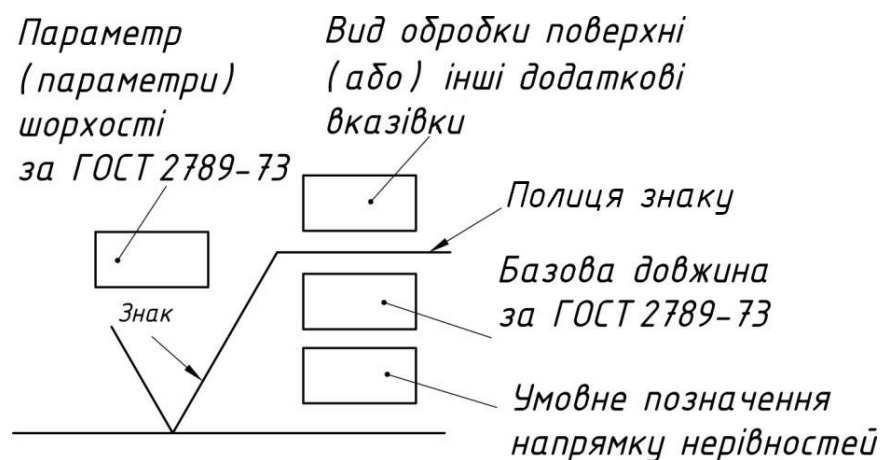 Параметр
(параметри)
шорхості
за ГОСТ 2789-73
Вид обробки поверхні
(або) інші додаткові
вказівки
Полиця знаку
Базова довжина
за ГОСТ 2789-73
Знак
Умовне позначення
напрямку нерівностей